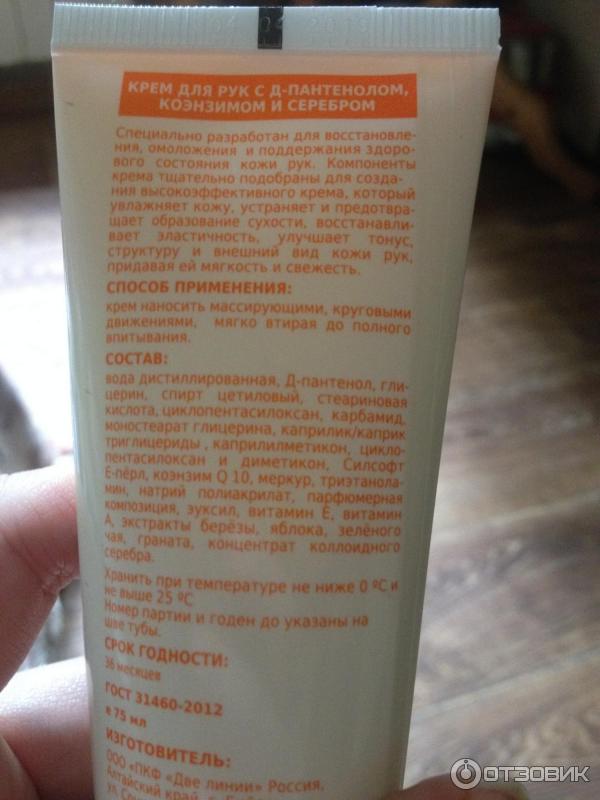 04 2019
КРЕМ ДЛЯ РУК С Д-ПАНТЕНОЛОМ,
КОЭНЗИМОМ И СЕРЕБРОМ
Специально разработан для восстановле-
ния, омоложения и поддержания здоро-
вого состояния кожи рук. Компоненты
крема тщательно подобраны для созда-
ния высокоэффективного крема, который
увлажняет кожу, устраняет и предотвра-
щает образование сухости, восстанавли-
вает эластичность, улучшает тонус,
структуру и внешний вид кожи рук,
придавая ей мягкость и свежесть.
СПОСОБ ПРИМЕНЕНИЯ:
крем наносить массирующими, круговыми
движениями, мягко втирая до полного
впитывания.
СОСТАВ:
вода дистиллированная, Д-пантенол, гли-
церин, спирт цетиловый, стеариновая
кислота, циклопентасилоксан, карбамид,
моностеарат глицерина, каприлик/каприк
триглицериды, каприлилметикон, цикло-
пентасилоксан и диметикон, Силсофт
Е-пёрл, коэнзим Q 10, меркур, триэтанола-
мин, натрий полиакрилат, парфюмерная
композиция, эуксил, витамин Е, витамин
А, экстракты берёзы, яблока, зелёного
чая, граната, концентрат коллоидного
серебра.
Хранить при температуре не ниже 0 ºС и
не выше 25 ºС
Номер партии и годен до указаны на
шве тубы.
СРОК ГОДНОСТИ:
36 месяцев
ГОСТ 31460-2012
е 75 мл
ИЗГОТОВИТЕЛЬ:
ООО «ПКФ «Две линии» Россия,
Алтайский край, г.
ул.
ОТЗОВИК